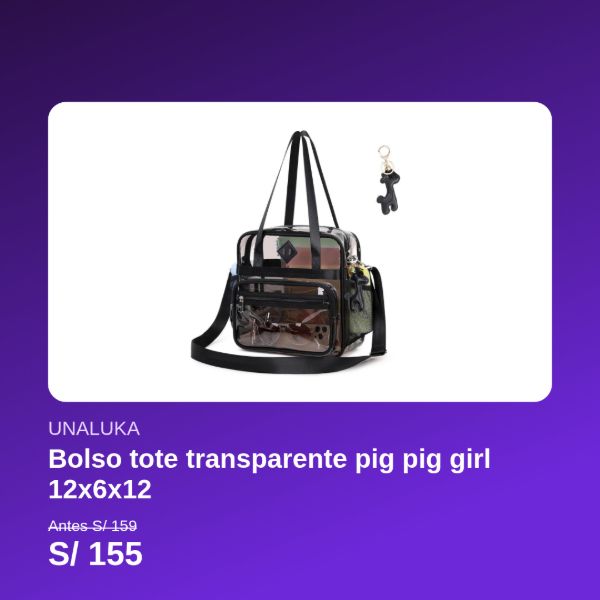 UNALUKA
Bolso tote transparente pig pig girl
12x6x12
Antes S/ 159
S/ 155